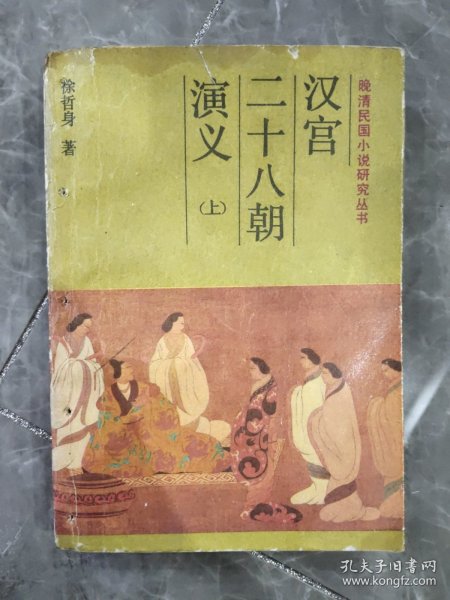 晚清民国小说研究丛书
汉宫
二十八朝
演义
(上)
徐哲身 著
孔夫子旧书网
www.kongfz.com